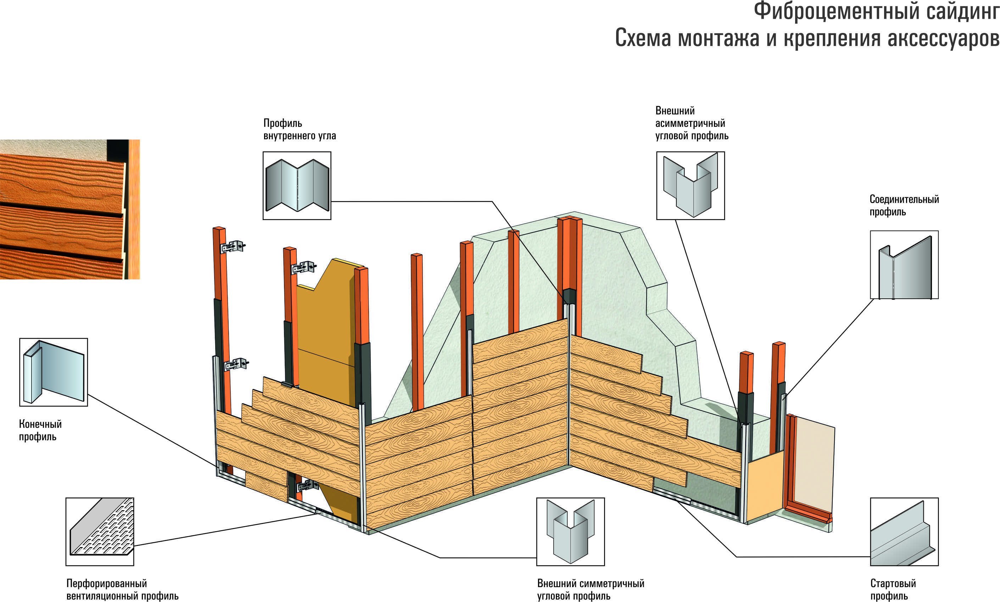 Фиброцементный сайдинг
Схема монтажа и крепления аксессуаров
Внешний
асимметричный
угловой профиль
Профиль
внутреннего угла
Соединительный
профиль
Конечный
профиль
Перфорированный
вентиляционный профиль
Внешний симметричный
угловой профиль
Стартовый
профиль